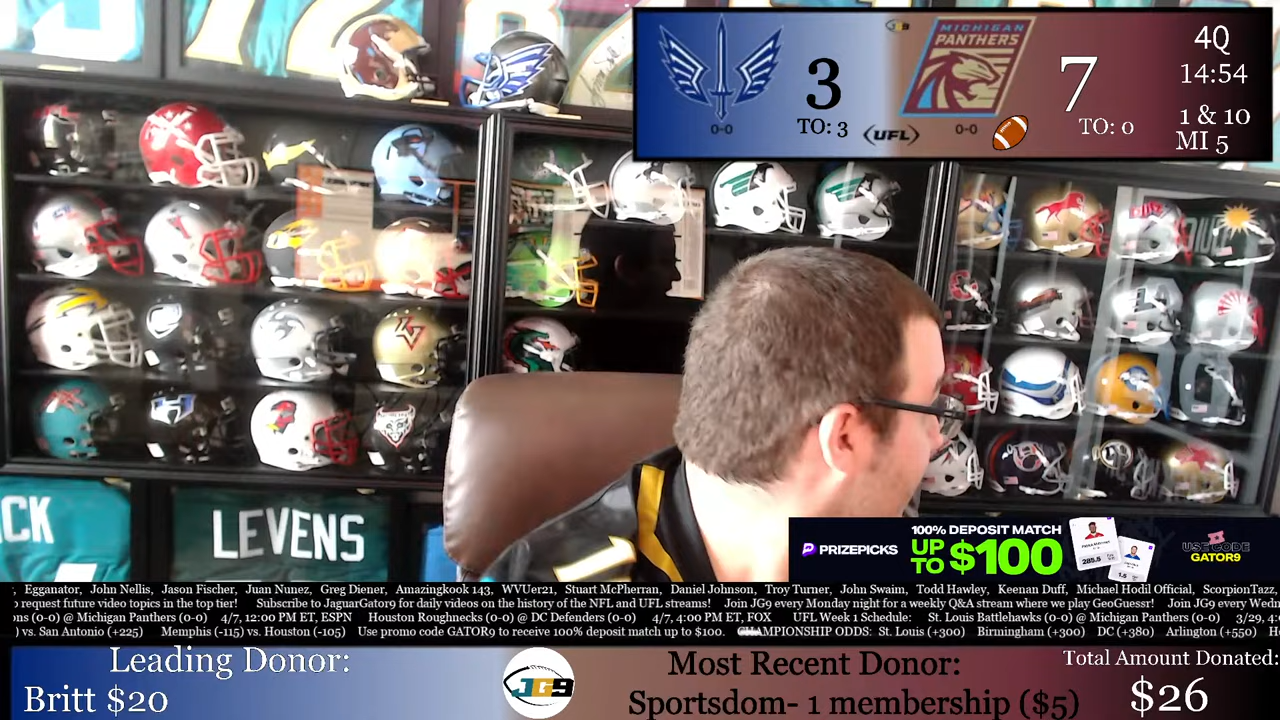 MICHIGAN
PANTHERS
3
7
4Q
14:54
TO: 3
TO: 0
0-0
0-0
UFL
1 & 10
MI 5
CK
LEVENS
PRIZEPICKS
100% DEPOSIT MATCH
UP TO $100
USE CODE
GATOR9
, Egganator, John Nellis, Jason Fischer, Juan Nunez, Greg Diener, Amazingkook 143, WVUer21, Stuart McPherran, Daniel Johnson, Troy Turner, John Swaim, Todd Hawley, Keenan Duff, Michael Hodil Official, ScorpionTazz,
o request future video topics in the top tier! Subscribe to JaguarGator9 for daily videos on the history of the NFL and UFL streams! Join JG9 every Monday night for a weekly Q&A stream where we play GeoGuessr! Join JG9 every Wedn
ns (0-0) @ Michigan Panthers (0-0) 4/7, 12:00 PM ET, ESPN Houston Roughnecks (0-0) @ DC Defenders (0-0) 4/7, 4:00 PM ET, FOX UFL Week 1 Schedule: St. Louis Battlehawks (0-0) @ Michigan Panthers (0-0) 3/29, 4:
) vs. San Antonio (+225) Memphis (-115) vs. Houston (-105) Use promo code GATOR9 to receive 100% deposit match up to $100. CHAMPIONSHIP ODDS: St. Louis (+300) Birmingham (+300) DC (+380) Arlington (+550) H
Leading Donor:
Britt $20
JG9
Most Recent Donor:
Sportsdom- 1 membership ($5)
Total Amount Donated:
$26